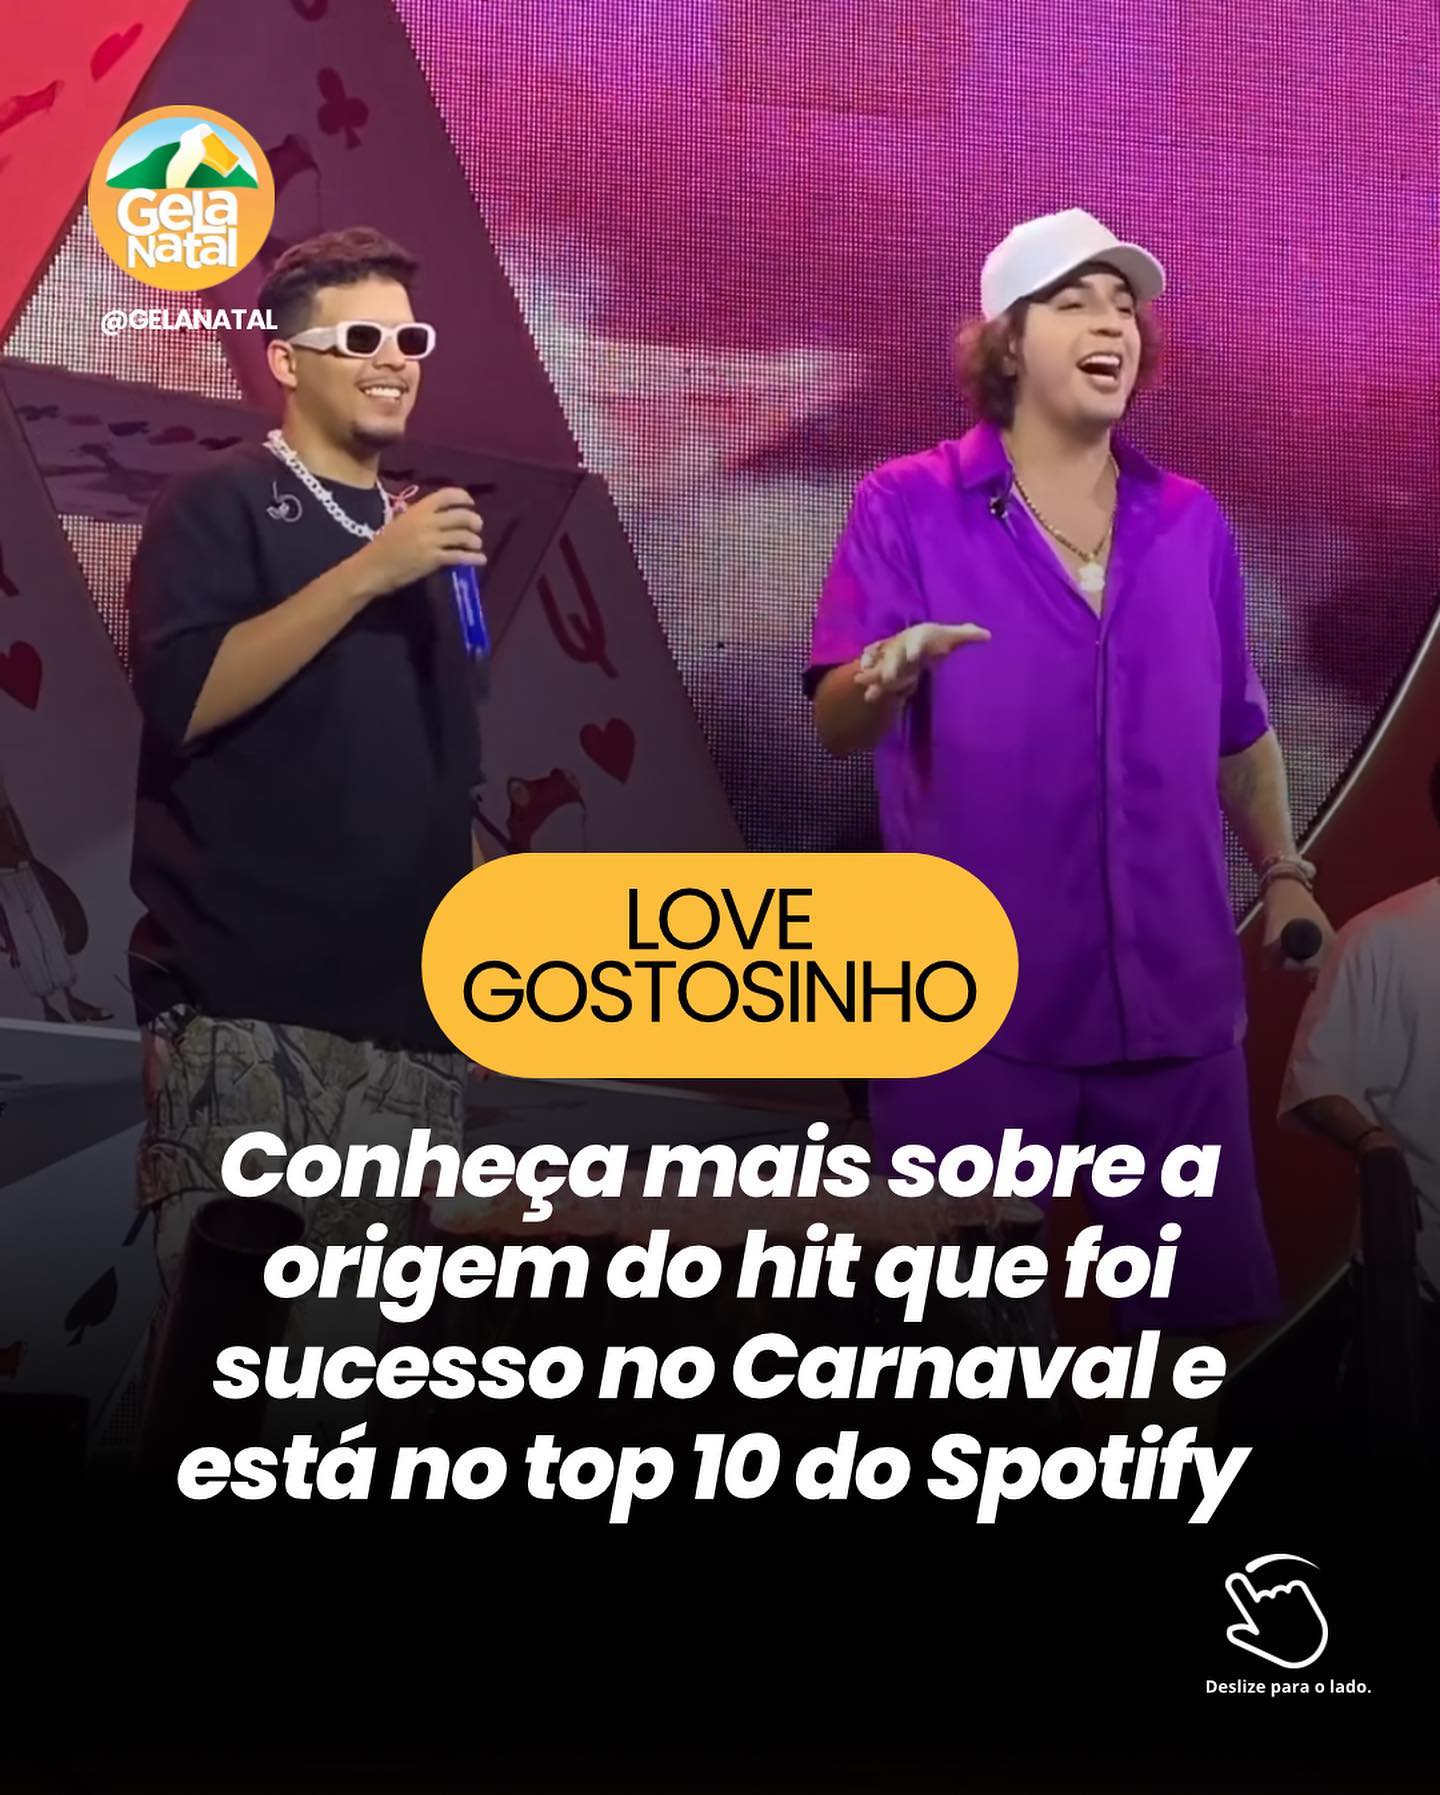 Gela
Natal
@GELANATAL
LOVE
GOSTOSINHO
Conheça mais sobre a
origem do hit que foi
sucesso no Carnaval e
está no top 10 do Spotify
Deslize para o lado.